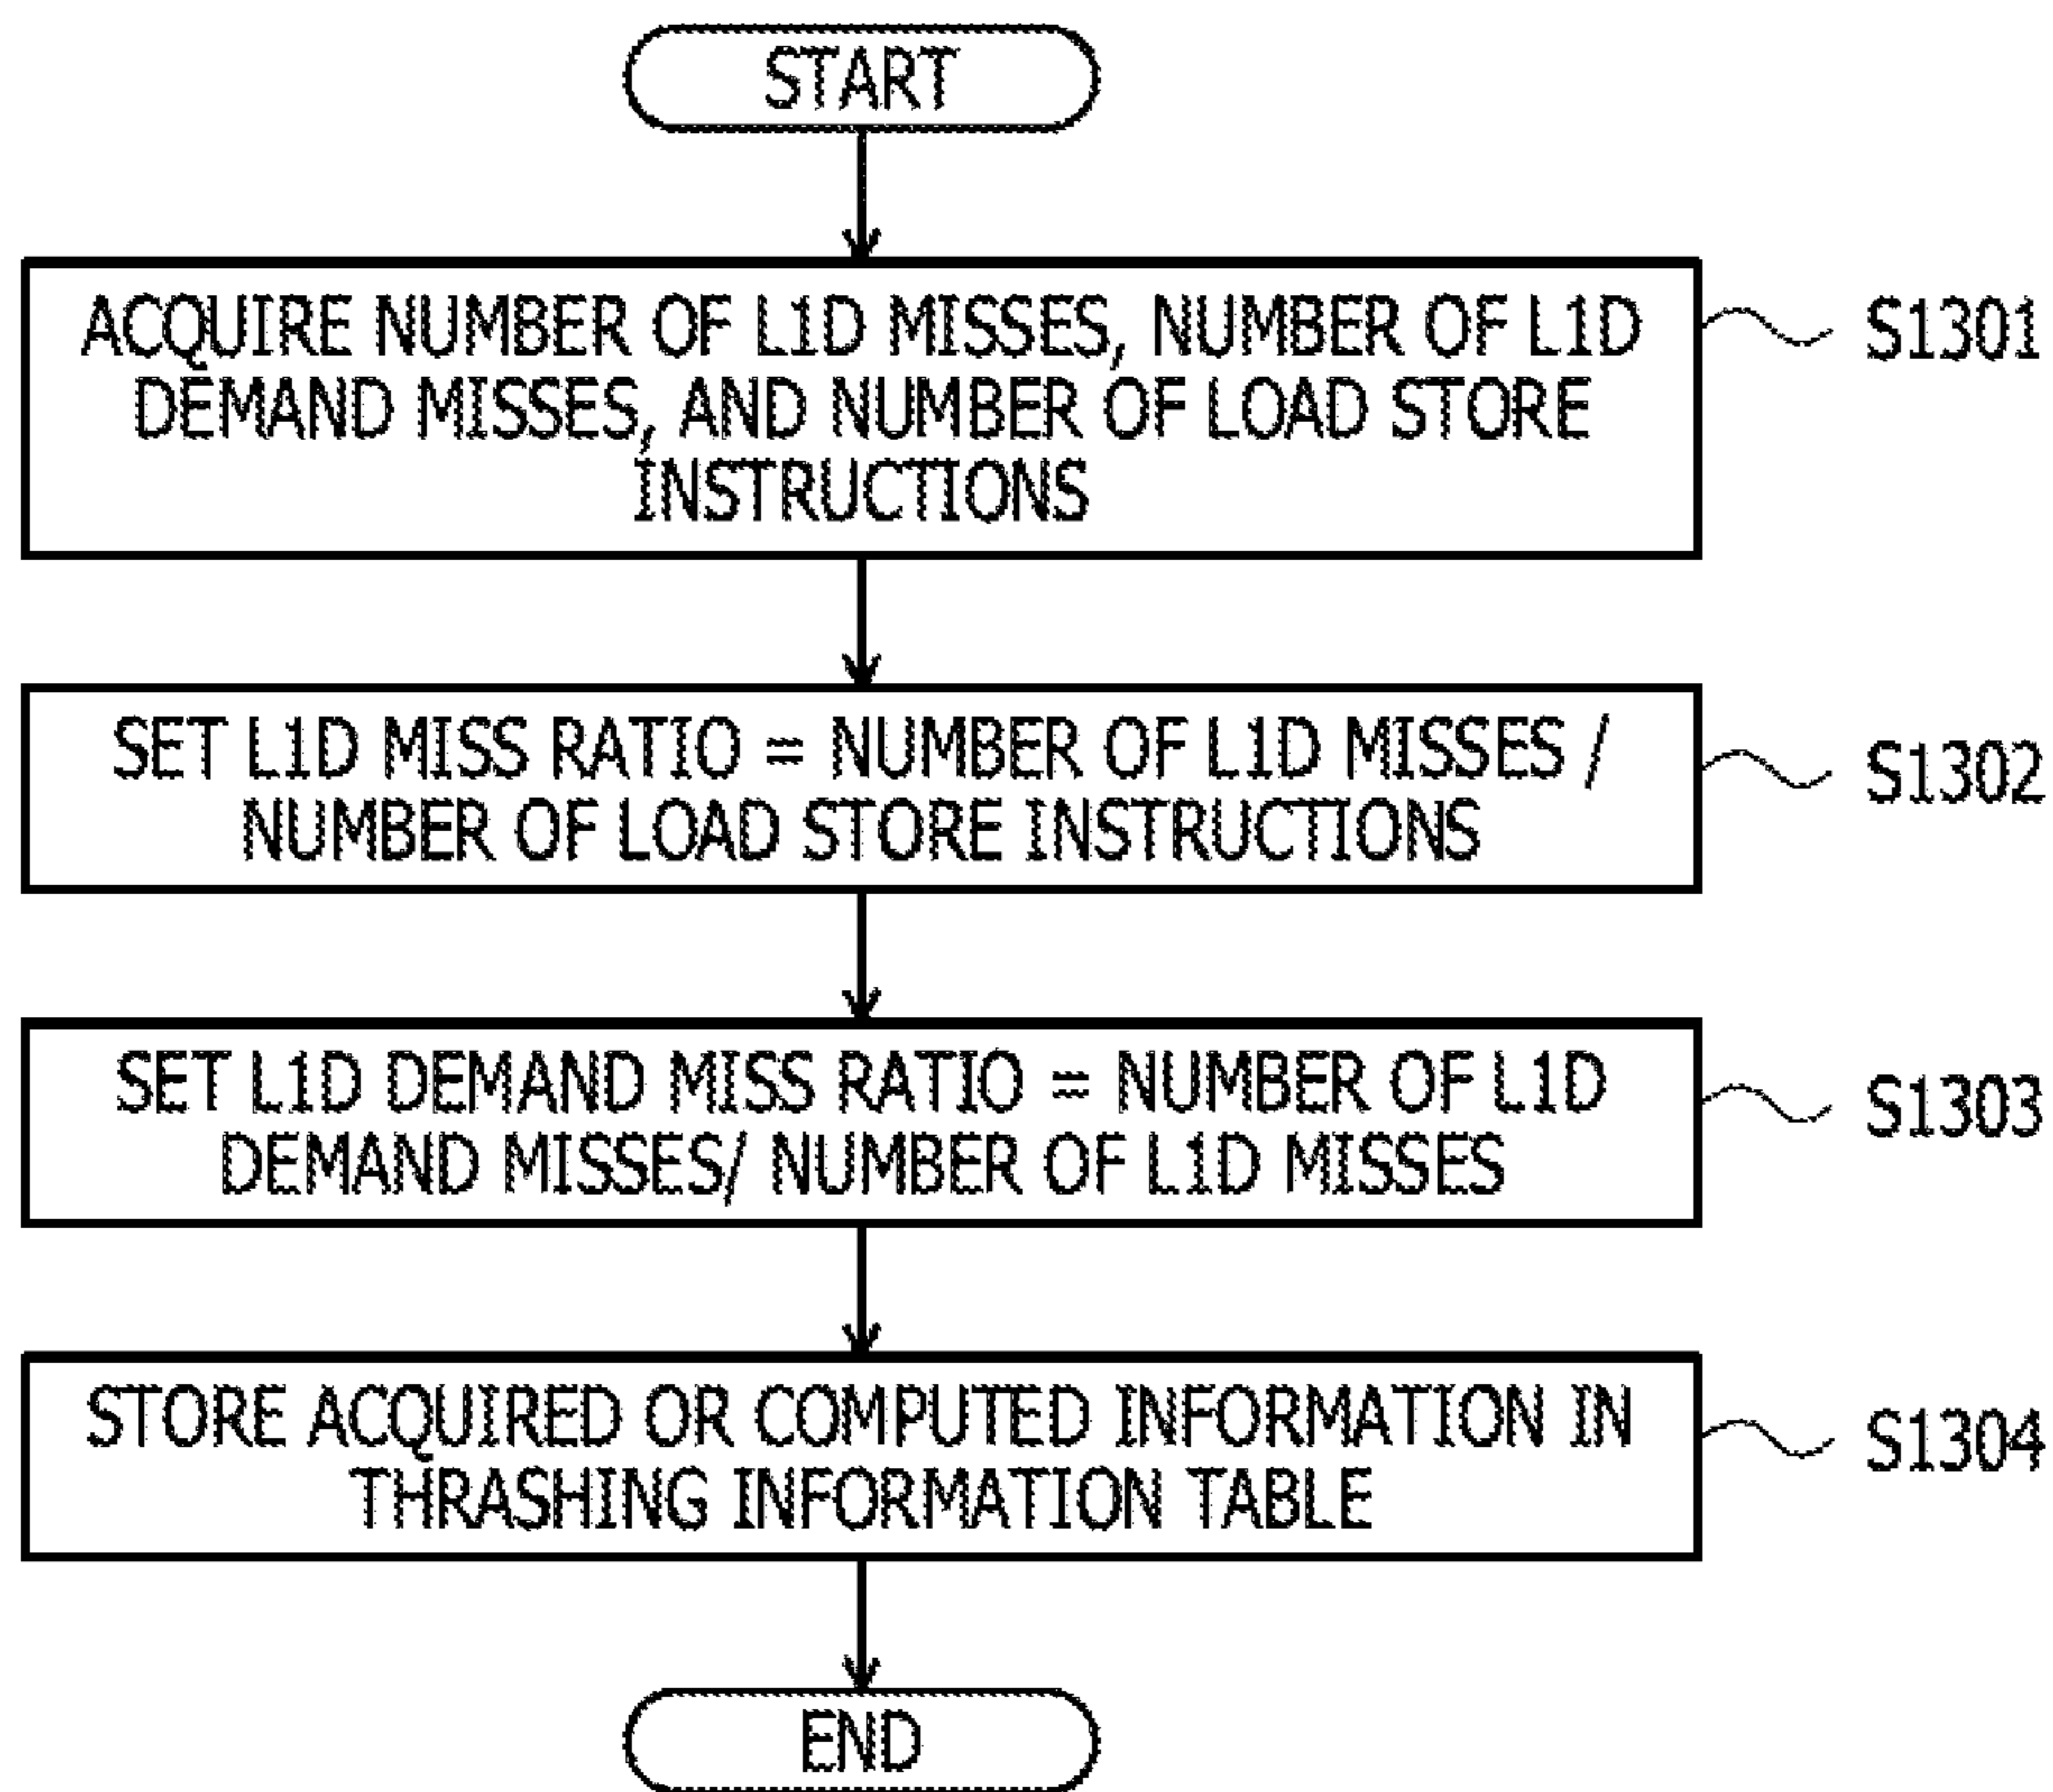 START
ACQUIRE NUMBER OF L1D MISSES, NUMBER OF L1D
DEMAND MISSES, AND NUMBER OF LOAD STORE
INSTRUCTIONS
S1301
SET L1D MISS RATIO = NUMBER OF L1D MISSES /
NUMBER OF LOAD STORE INSTRUCTIONS
S1302
SET L1D DEMAND MISS RATIO = NUMBER OF L1D
DEMAND MISSES/ NUMBER OF L1D MISSES
S1303
STORE ACQUIRED OR COMPUTED INFORMATION IN
THRASHING INFORMATION TABLE
S1304
END